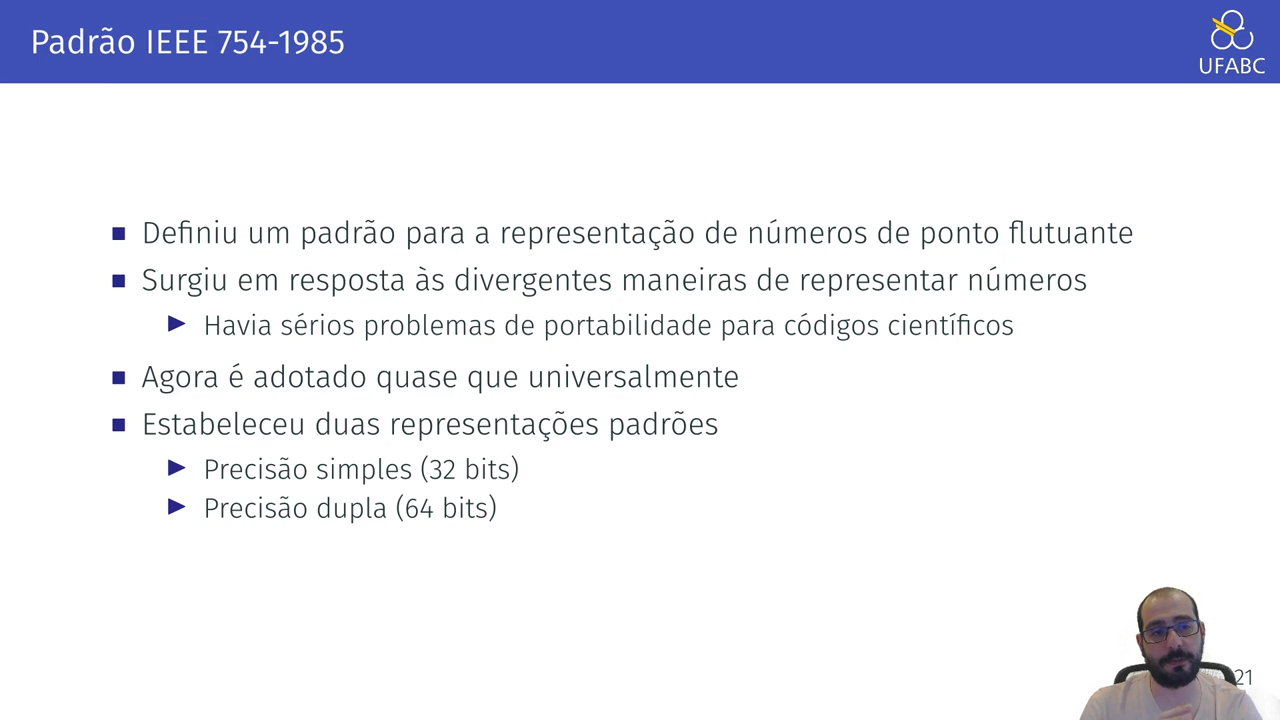 Padrão IEEE 754-1985
UFABC
Definiu um padrão para a representação de números de ponto flutuante
Surgiu em resposta às divergentes maneiras de representar números
Havia sérios problemas de portabilidade para códigos científicos
Agora é adotado quase que universalmente
Estabeleceu duas representações padrões
Precisão simples (32 bits)
Precisão dupla (64 bits)
21